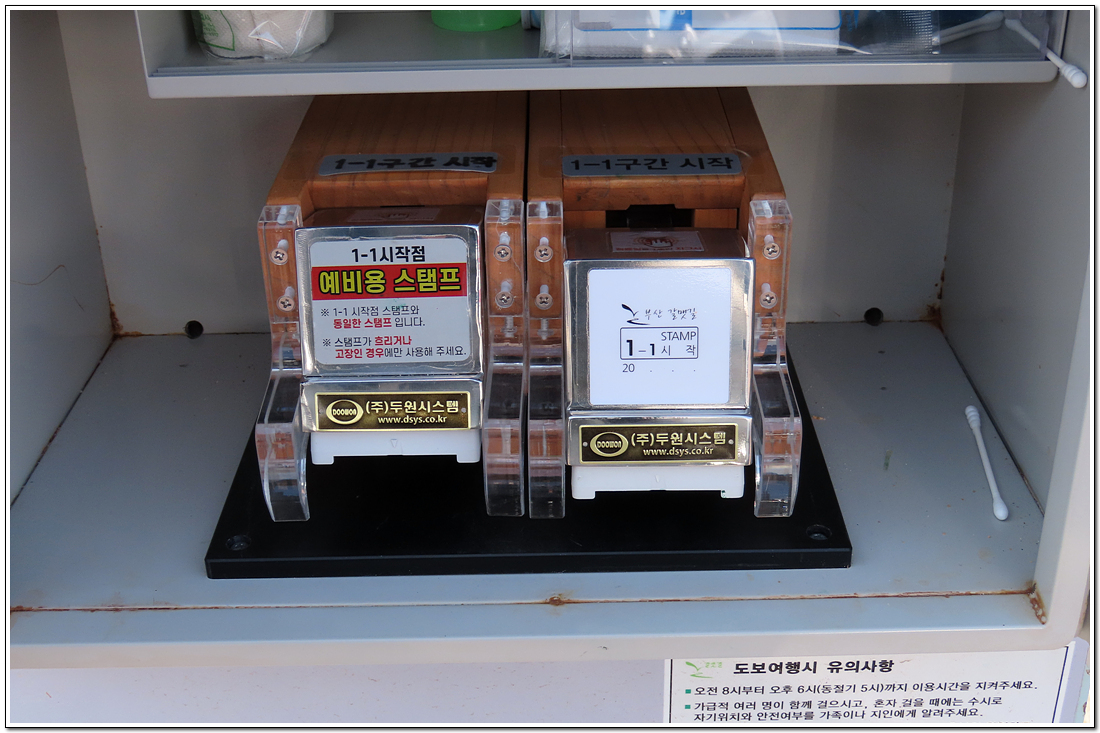 1-1구간 시작
1-1구간 시작
1-1시작점
예비용 스탬프
※ 1-1 시작점 스탬프와
동일한 스탬프 입니다.
※ 스탬프가 흐리거나
고장인 경우에만 사용해 주세요.
DOOWON (주)두원시스템
www.dsys.co.kr
부산 갈맷길
STAMP
1-1 시 작
20 . . .
DOOWON (주)두원시스템
www.dsys.co.kr
도보여행시 유의사항
■ 오전 8시부터 오후 6시(동절기 5시)까지 이용시간을 지켜주세요.
■ 가급적 여러 명이 함께 걸으시고, 혼자 걸을 때에는 수시로
자기위치와 안전여부를 가족이나 지인에게 알려주세요.